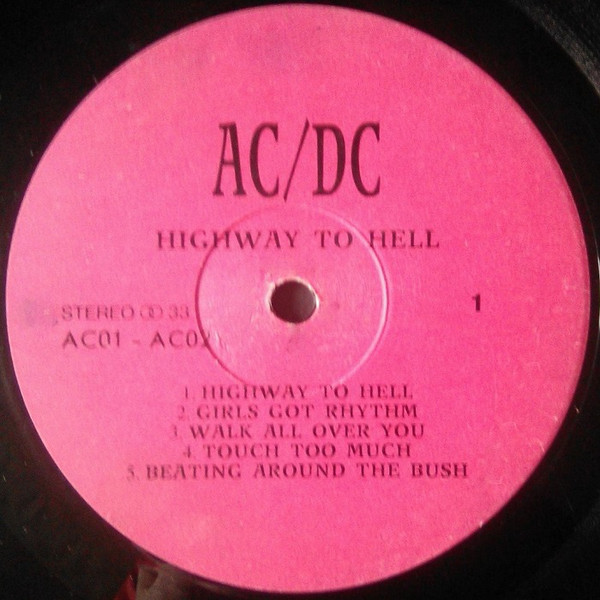 AC/DC
HIGHWAY TO HELL
STEREO 33
1
AC01 - AC02
1. HIGHWAY TO HELL
2. GIRLS GOT RHYTHM
3. WALK ALL OVER YOU
4. TOUCH TOO MUCH
5. BEATING AROUND THE BUSH